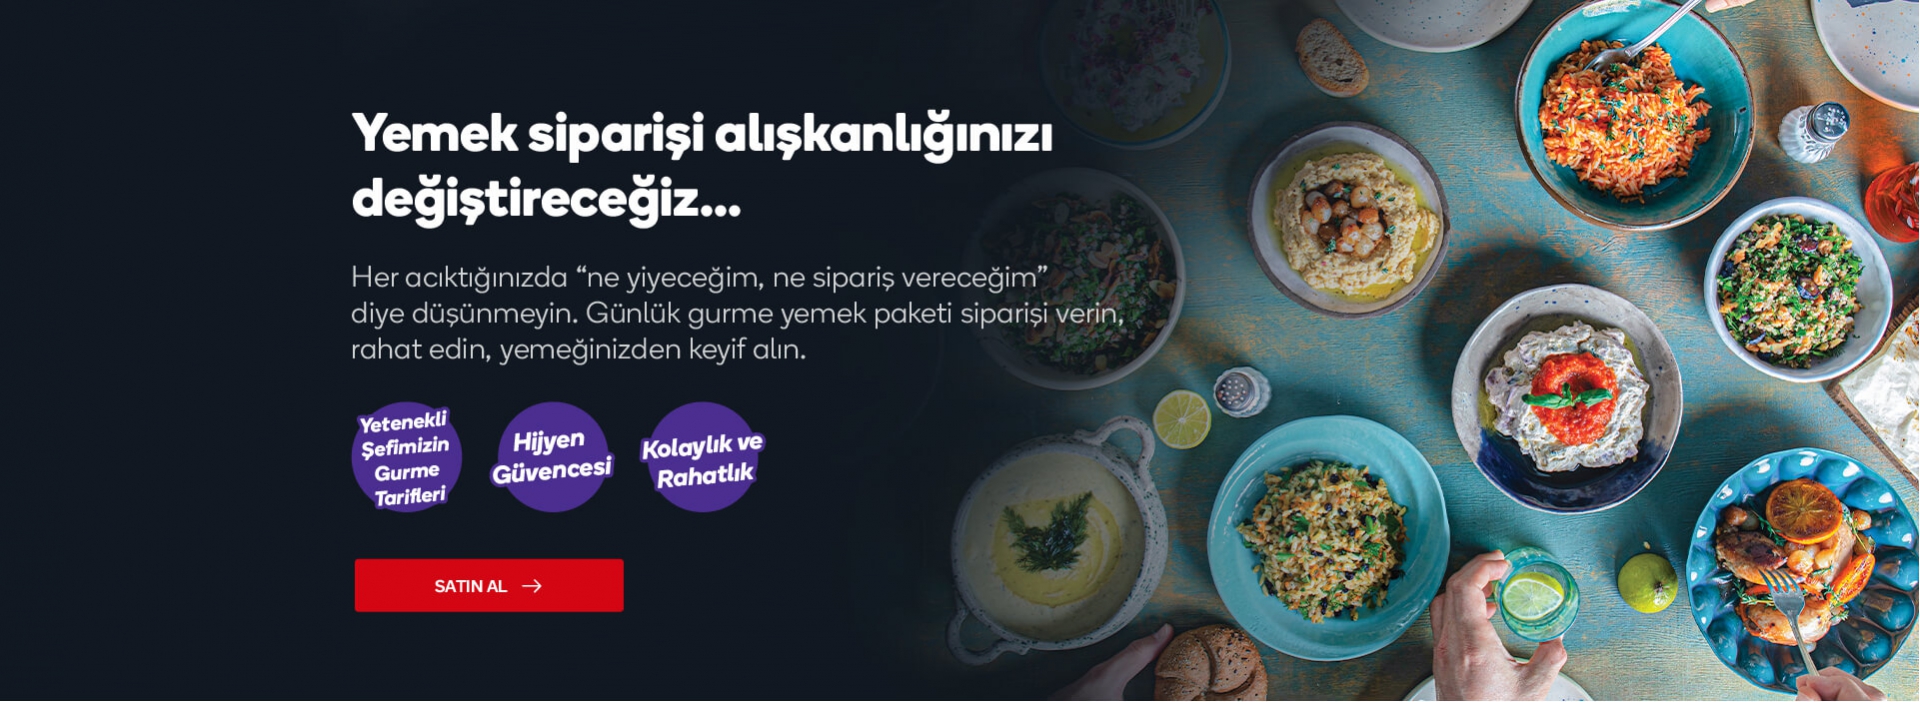 Yemek siparişi alışkanlığınızı
değiştireceğiz...
Her acıktığınızda “ne yiyeceğim, ne sipariş vereceğim”
diye düşünmeyin. Günlük gurme yemek paketi siparişi verin,
rahat edin, yemeğinizden keyif alın.
Yetenekli
Şefimizin
Gurme
Tarifleri
Hijyen
Güvencesi
Kolaylık ve
Rahatlık
SATIN AL →